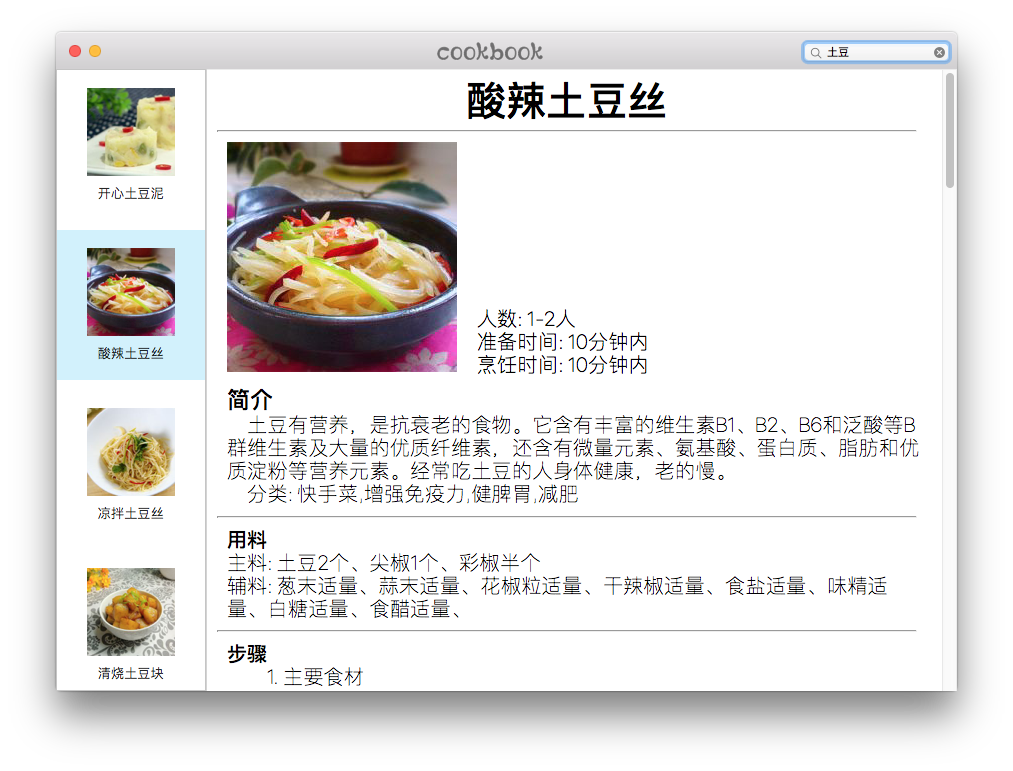 cookbook
土豆
开心土豆泥
酸辣土豆丝
凉拌土豆丝
清烧土豆块
酸辣土豆丝
人数: 1-2人
准备时间: 10分钟内
烹饪时间: 10分钟内
简介
土豆有营养，是抗衰老的食物。它含有丰富的维生素B1、B2、B6和泛酸等B
群维生素及大量的优质纤维素，还含有微量元素、氨基酸、蛋白质、脂肪和优
质淀粉等营养元素。经常吃土豆的人身体健康，老的慢。
分类: 快手菜,增强免疫力,健脾胃,减肥
用料
主料: 土豆2个、尖椒1个、彩椒半个
辅料: 葱末适量、蒜末适量、花椒粒适量、干辣椒适量、食盐适量、味精适
量、白糖适量、食醋适量、
步骤
1. 主要食材